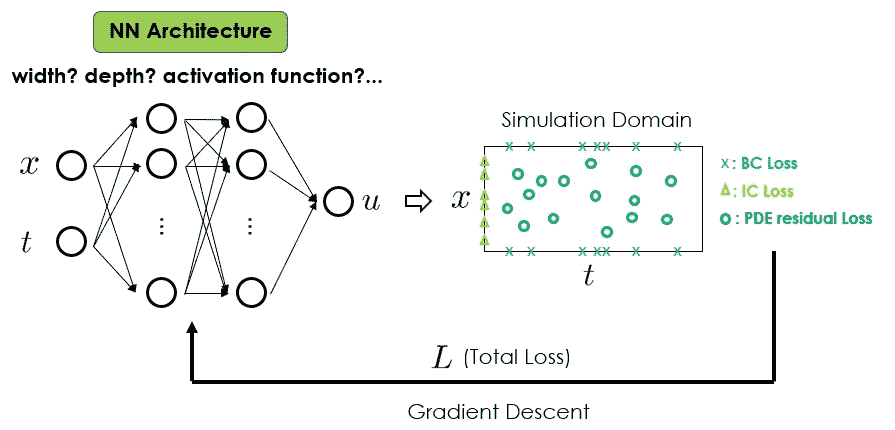 NN Architecture
width? depth? activation function?...
Simulation Domain
x
t
u
x
t
x : BC Loss
: IC Loss
: PDE residual Loss
L (Total Loss)
Gradient Descent